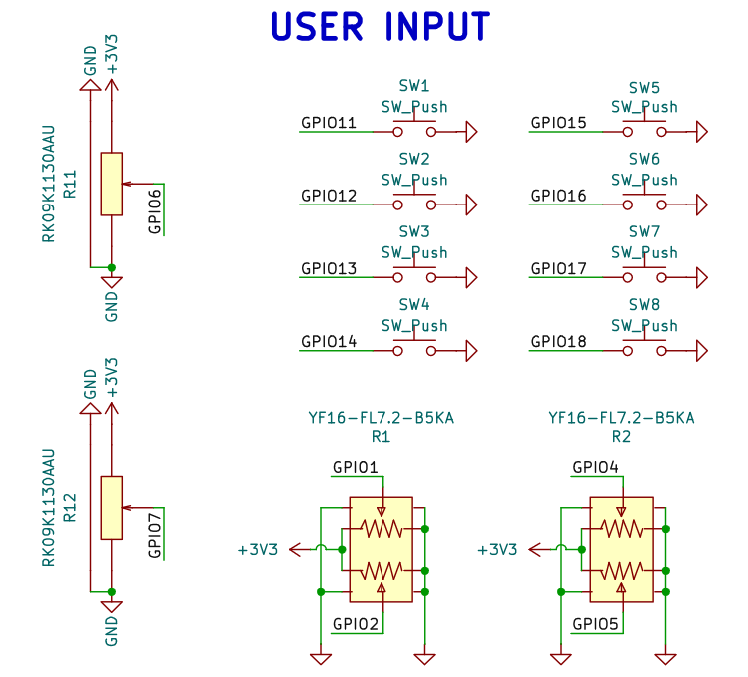 USER INPUT
GND
+3V3
RK09K1130AAU
R11
GPIO6
GND
SW1
SW_Push
GPIO11
SW2
SW_Push
GPIO12
SW3
SW_Push
GPIO13
SW4
SW_Push
GPIO14
SW5
SW_Push
GPIO15
SW6
SW_Push
GPIO16
SW7
SW_Push
GPIO17
SW8
SW_Push
GPIO18
GND
+3V3
RK09K1130AAU
R12
GPIO7
GND
YF16-FL7.2-B5KA
R1
GPIO1
+3V3
GPIO2
YF16-FL7.2-B5KA
R2
GPIO4
+3V3
GPIO5